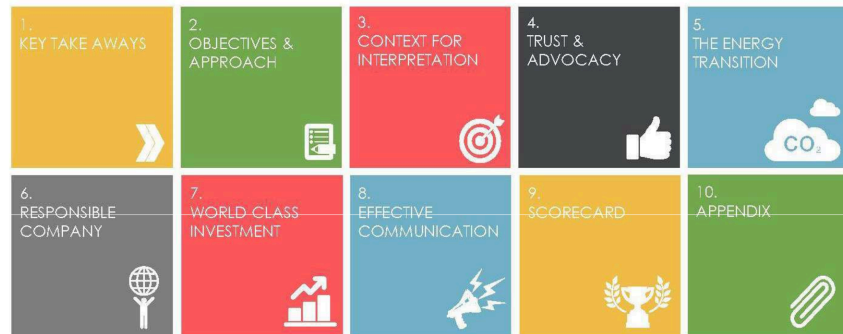 1.
KEY TAKE AWAYS
2.
OBJECTIVES &
APPROACH
3.
CONTEXT FOR
INTERPRETATION
4.
TRUST &
ADVOCACY
5.
THE ENERGY
TRANSITION
CO₂
6.
RESPONSIBLE
COMPANY
7.
WORLD CLASS
INVESTMENT
8.
EFFECTIVE
COMMUNICATION
9.
SCORECARD
10.
APPENDIX